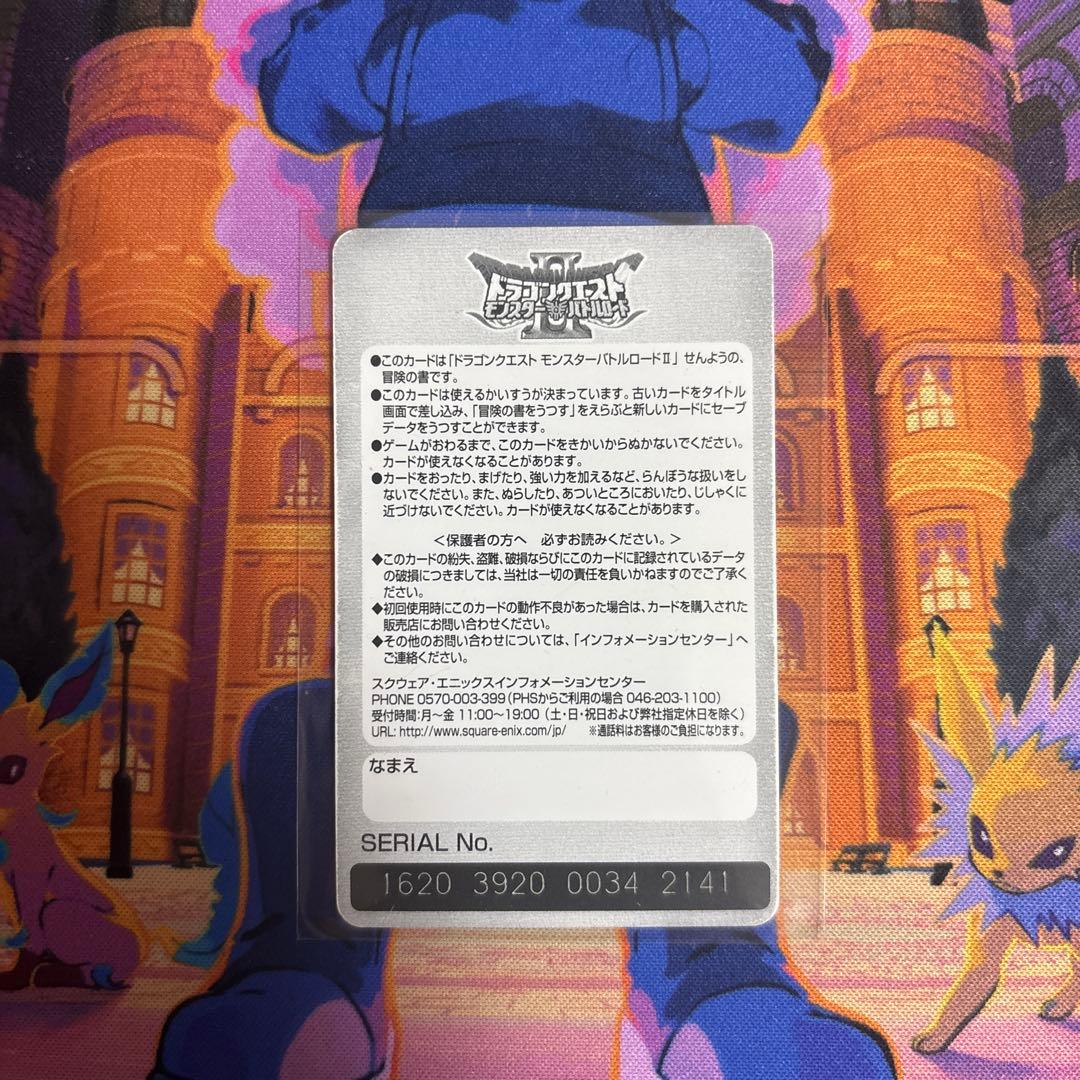 II
ドラゴンクエスト
モンスターバトルロード
●このカードは「ドラゴンクエスト モンスターバトルロードⅡ」せんようの、
冒険の書です。
●このカードは使えるかいすうが決まっています。古いカードをタイトル
画面で差し込み、「冒険の書をうつす」をえらぶと新しいカードにセーブ
データをうつすことができます。
●ゲームがおわるまで、このカードをきかいからぬかないでください。
カードが使えなくなることがあります。
●カードをおったり、まげたり、強い力を加えるなど、らんぼうな扱いをし
ないでください。また、ぬらしたり、あついところにおいたり、じしゃくに
近づけないでください。カードが使えなくなることがあります。
＜保護者の方へ 必ずお読みください。＞
◆このカードの紛失、盗難、破損ならびにこのカードに記録されているデータ
の破損につきましては、当社は一切の責任を負いかねますのでご了承く
ださい。
◆初回使用時にこのカードの動作不良があった場合は、カードを購入された
販売店にお問い合わせください。
◆その他のお問い合わせについては、「インフォメーションセンター」へ
ご連絡ください。
スクウェア・エニックスインフォメーションセンター
PHONE 0570-003-399（PHSからご利用の場合 046-203-1100）
受付時間：月～金 11:00～19:00（土・日・祝日および弊社指定休日を除く）
URL: http://www.square-enix.com/jp/ ※通話料はお客様のご負担になります。
なまえ
SERIAL No.
1620 3920 0034 2141